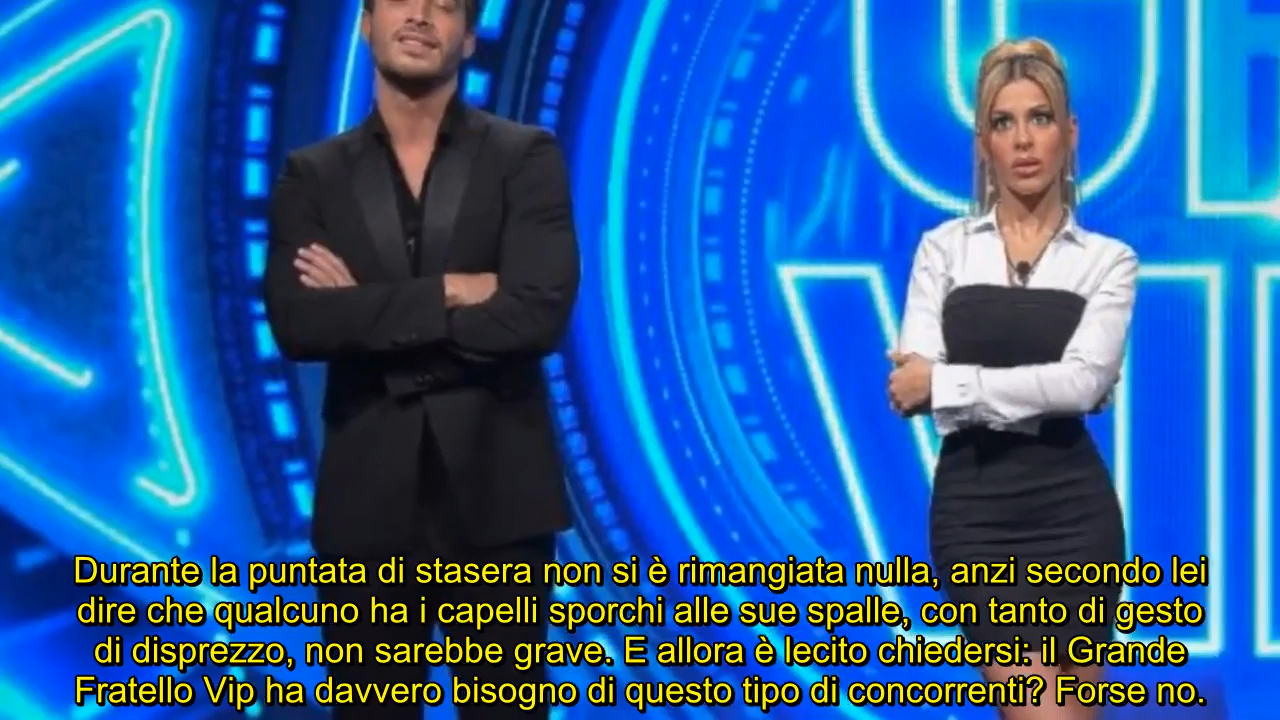 Durante la puntata di stasera non si è rimangiata nulla, anzi secondo lei
dire che qualcuno ha i capelli sporchi alle sue spalle, con tanto di gesto
di disprezzo, non sarebbe grave. E allora è lecito chiedersi: il Grande
Fratello Vip ha davvero bisogno di questo tipo di concorrenti? Forse no.